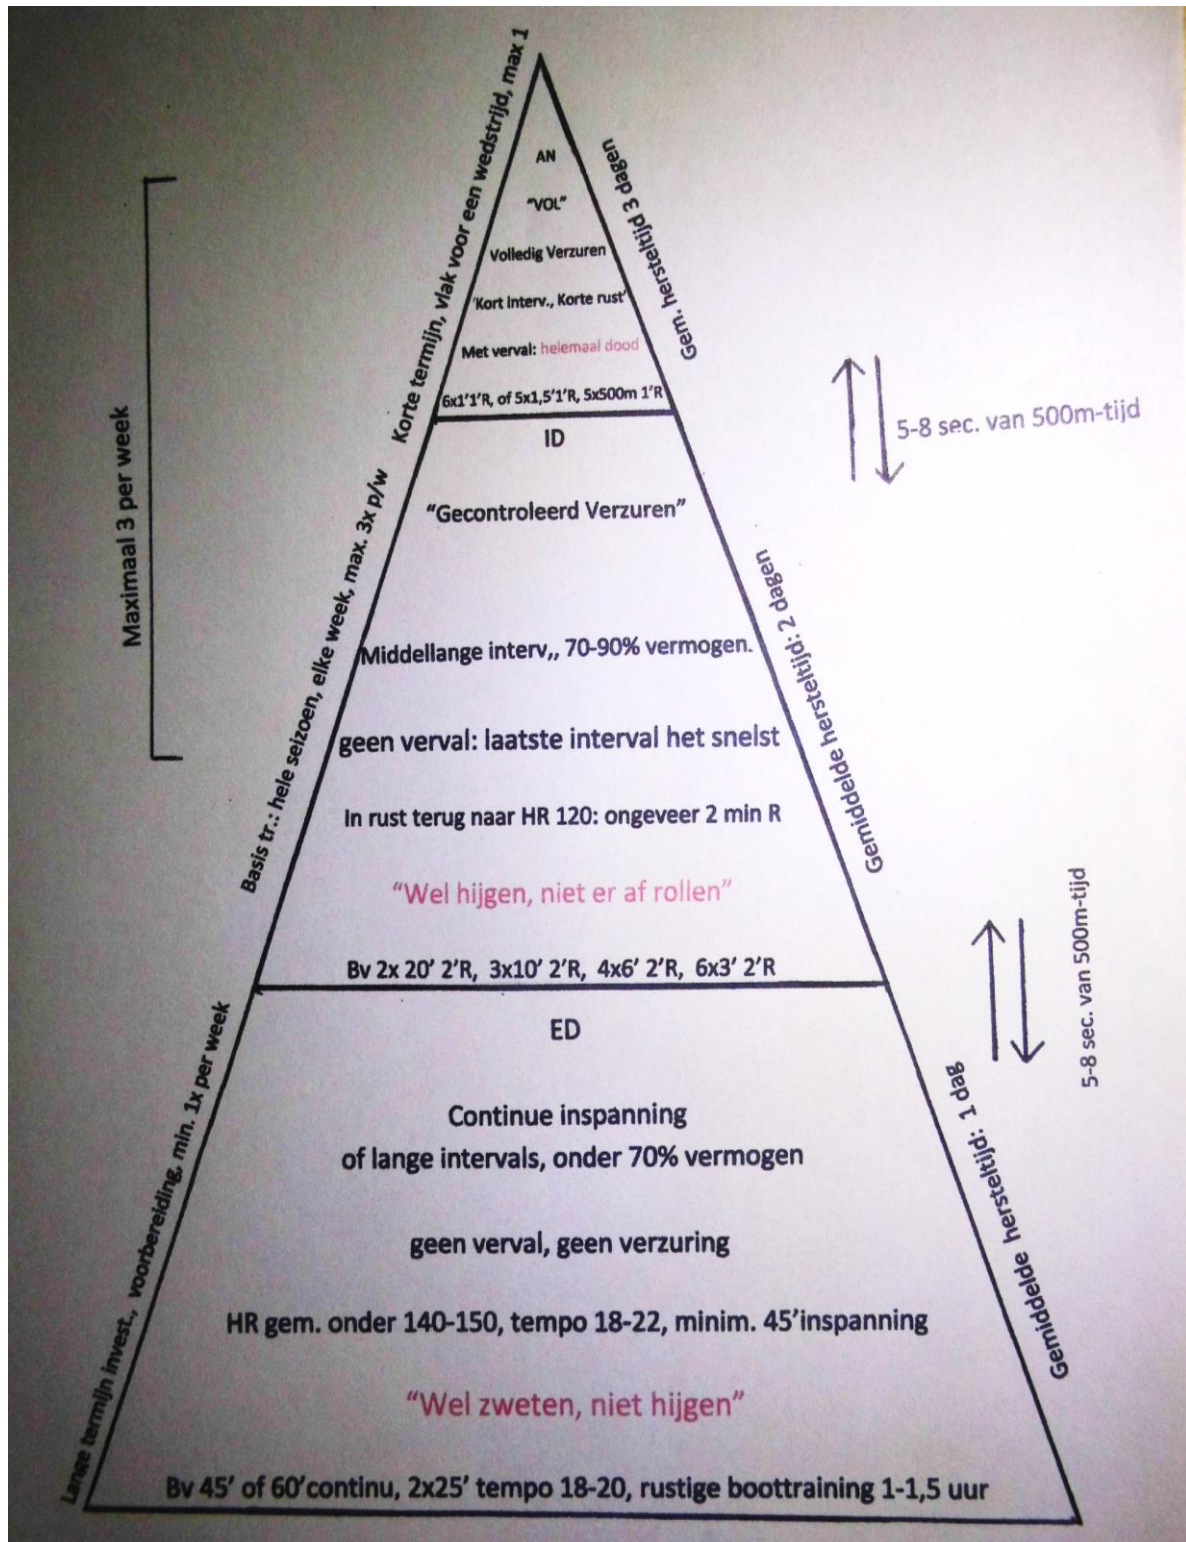 AN
"VOL"
Volledig Verzuren
'Kort Interv., Korte rust'
Met verval: helemaal dood
6x1'1'R, of 5x1,5'1'R, 5x500m 1'R
Korte termijn, vlak voor een wedstrijd, max 1
Gem. hersteltijd 3 dagen
Maximaal 3 per week
5-8 sec. van 500m-tijd
ID
"Gecontroleerd Verzuren"
Middellange interv,, 70-90% vermogen.
geen verval: laatste interval het snelst
In rust terug naar HR 120: ongeveer 2 min R
"Wel hijgen, niet er af rollen"
Bv 2x 20' 2'R, 3x10' 2'R, 4x6' 2'R, 6x3' 2'R
Basis tr.: hele seizoen, elke week, max. 3x p/w
Gemiddelde hersteltijd: 2 dagen
5-8 sec. van 500m-tijd
ED
Continue inspanning
of lange intervals, onder 70% vermogen
geen verval, geen verzuring
HR gem. onder 140-150, tempo 18-22, minim. 45'inspanning
"Wel zweten, niet hijgen"
Bv 45' of 60'continu, 2x25' tempo 18-20, rustige boottraining 1-1,5 uur
Lange termijn invest., voorbereiding, min. 1x per week
Gemiddelde hersteltijd: 1 dag